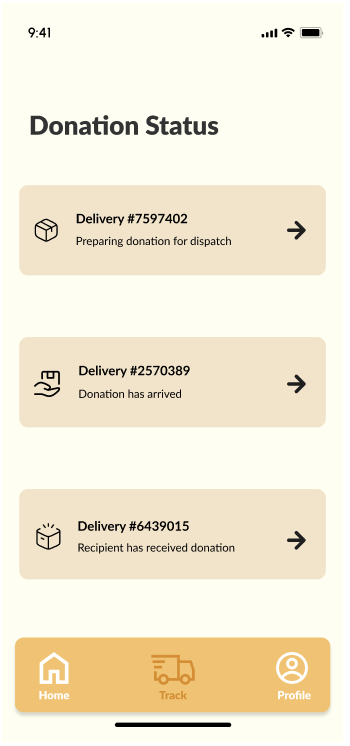 9:41
Donation Status
Delivery #7597402
Preparing donation for dispatch
Delivery #2570389
Donation has arrived
Delivery #6439015
Recipient has received donation
Home Track Profile